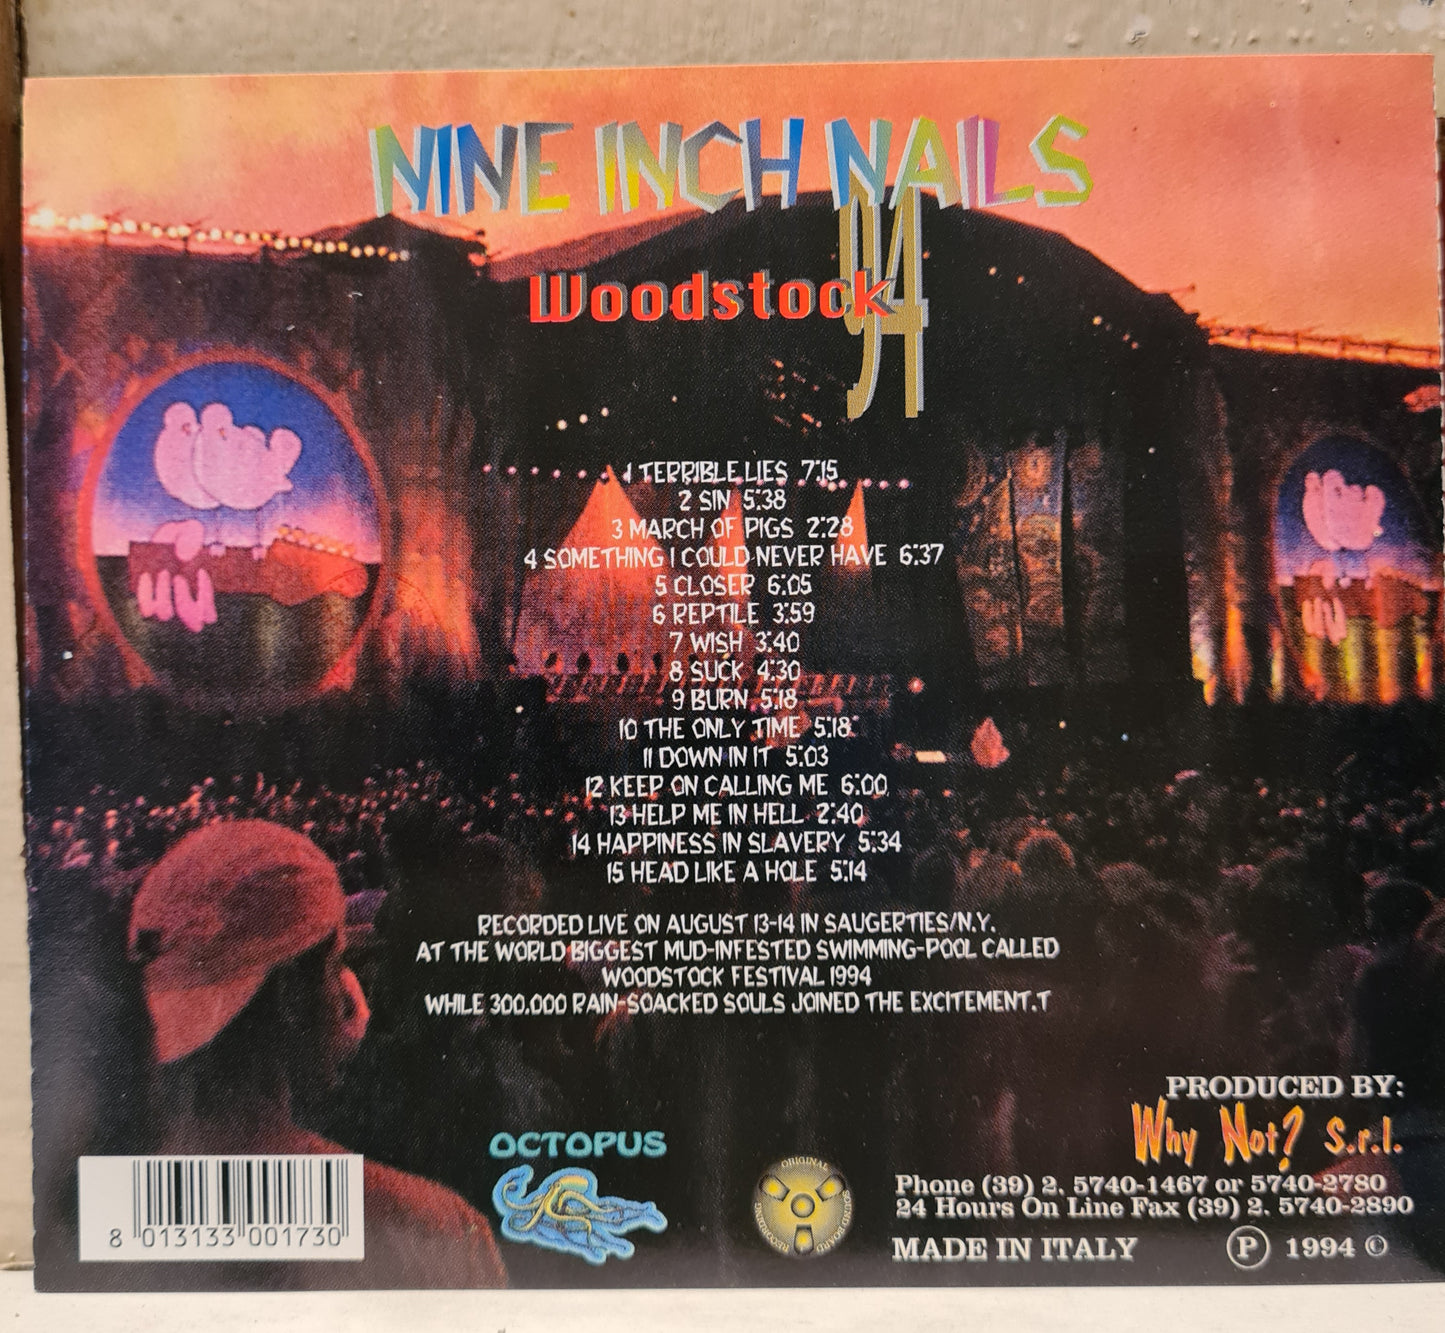 NINE INCH NAILS
Woodstock 94
1 TERRIBLE LIES 7:15
2 SIN 5:38
3 MARCH OF PIGS 2:28
4 SOMETHING I COULD NEVER HAVE 6:37
5 CLOSER 6:05
6 REPTILE 3:59
7 WISH 3:40
8 SUCK 4:30
9 BURN 5:18
10 THE ONLY TIME 5:18
11 DOWN IN IT 5:03
12 KEEP ON CALLING ME 6:00
13 HELP ME IN HELL 2:40
14 HAPPINESS IN SLAVERY 5:34
15 HEAD LIKE A HOLE 5:14
RECORDED LIVE ON AUGUST 13-14 IN SAUGERTIES/N.Y.
AT THE WORLD BIGGEST MUD-INFESTED SWIMMING-POOL CALLED
WOODSTOCK FESTIVAL 1994
WHILE 300.000 RAIN-SOACKED SOULS JOINED THE EXCITEMENT.T
PRODUCED BY:
Why Not? S.r.l.
Phone (39) 2. 5740-1467 or 5740-2780
24 Hours On Line Fax (39) 2. 5740-2890
MADE IN ITALY P 1994 ©
OCTOPUS
ORIGINAL SOUND BOARD RECORDING
8 013133 001730